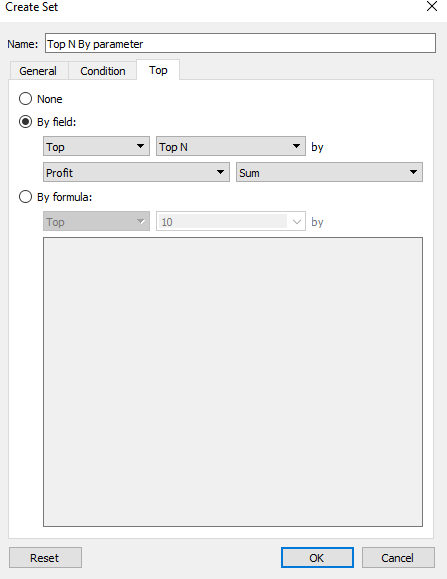 Create Set
Name: Top N By parameter
General Condition Top
None
By field:
Top Top N by
Profit Sum
By formula:
Top 10 by
Reset OK Cancel